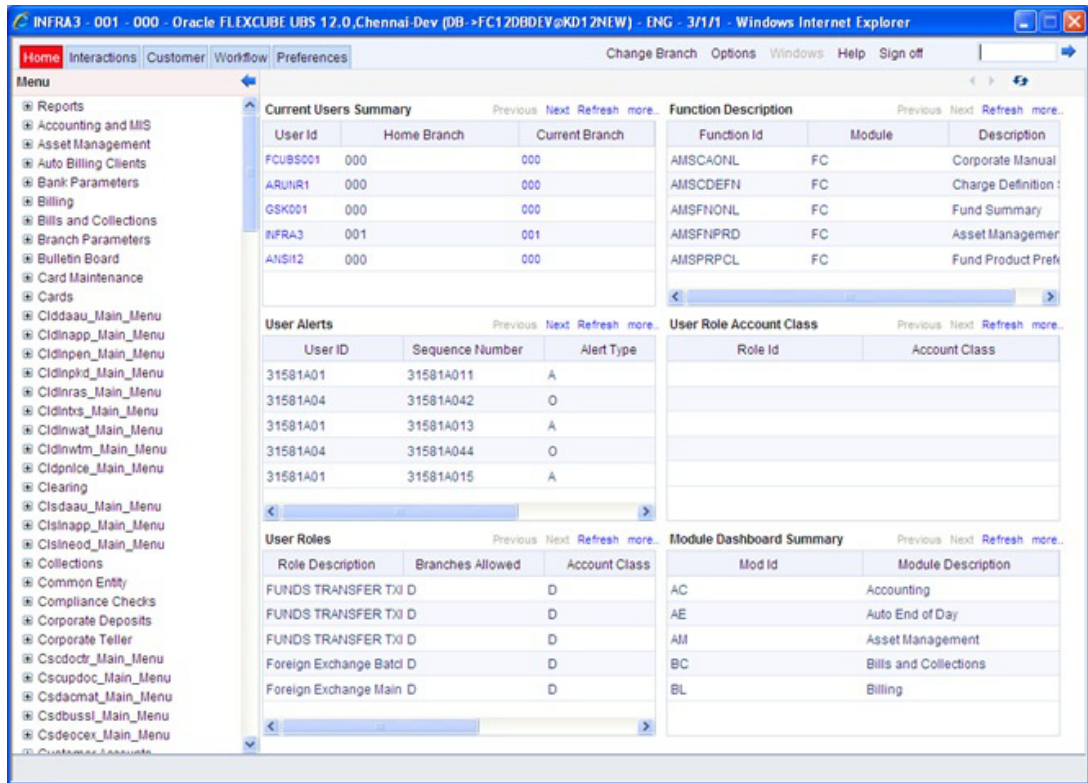 INFRA3 - 001 - 000 - Oracle FLEXCUBE UBS 12.0,Chennai-Dev (DB->FC12DBDEV@KD12NEW) - ENG - 3/1/1 - Windows Internet Explorer
Home Interactions Customer Workflow Preferences Change Branch Options Windows Help Sign off
Menu
Reports
Accounting and MIS
Asset Management
Auto Billing Clients
Bank Parameters
Billing
Bills and Collections
Branch Parameters
Bulletin Board
Card Maintenance
Cards
Clddaau_Main_Menu
Cldlnapp_Main_Menu
Cldlnpen_Main_Menu
Cldlnpkd_Main_Menu
Cldlnras_Main_Menu
Cldlntxs_Main_Menu
Cldlnwat_Main_Menu
Cldlnwtm_Main_Menu
Cldpnlce_Main_Menu
Clearing
Clsdaau_Main_Menu
Clslnapp_Main_Menu
Clslneod_Main_Menu
Collections
Common Entity
Compliance Checks
Corporate Deposits
Corporate Teller
Cscdoctr_Main_Menu
Cscupdoc_Main_Menu
Csdacmat_Main_Menu
Csdbussl_Main_Menu
Csdeocex_Main_Menu
Customer Accounts
Current Users Summary Previous Next Refresh more..
User Id Home Branch Current Branch
FCUBS001 000 000
ARUNR1 000 000
GSK001 000 000
INFRA3 001 001
ANSI12 000 000
Function Description Previous Next Refresh more..
Function Id Module Description
AMSCAONL FC Corporate Manual
AMSCDEFN FC Charge Definition S
AMSFNONL FC Fund Summary
AMSFNPRD FC Asset Managemer
AMSPRPCL FC Fund Product Prefe
User Alerts Previous Next Refresh more..
User ID Sequence Number Alert Type
31581A01 31581A011 A
31581A04 31581A042 O
31581A01 31581A013 A
31581A04 31581A044 O
31581A01 31581A015 A
User Role Account Class Previous Next Refresh more..
Role Id Account Class
User Roles Previous Next Refresh more..
Role Description Branches Allowed Account Class
FUNDS TRANSFER TXI D D
FUNDS TRANSFER TXI D D
FUNDS TRANSFER TXI D D
Foreign Exchange Batcl D D
Foreign Exchange Main D D
Module Dashboard Summary Previous Next Refresh more..
Mod Id Module Description
AC Accounting
AE Auto End of Day
AM Asset Management
BC Bills and Collections
BL Billing